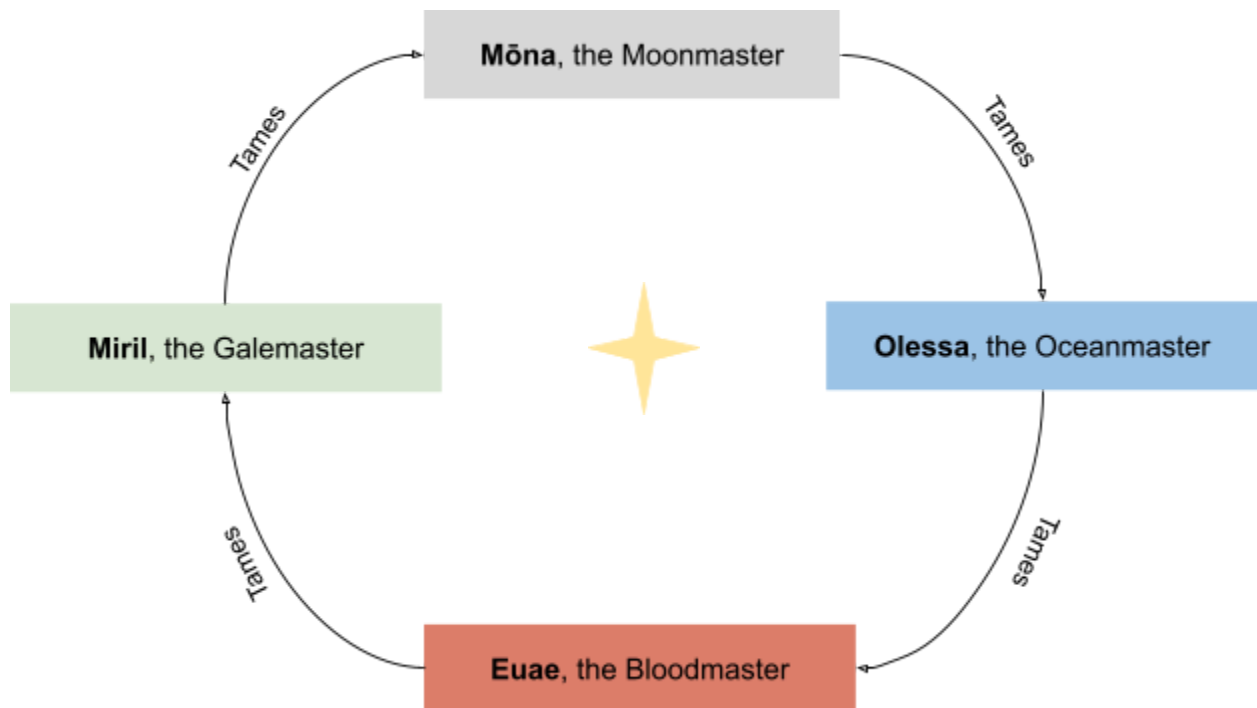 Mōna, the Moonmaster
Tames
Tames
Miril, the Galemaster
Olessa, the Oceanmaster
Tames
Tames
Euae, the Bloodmaster